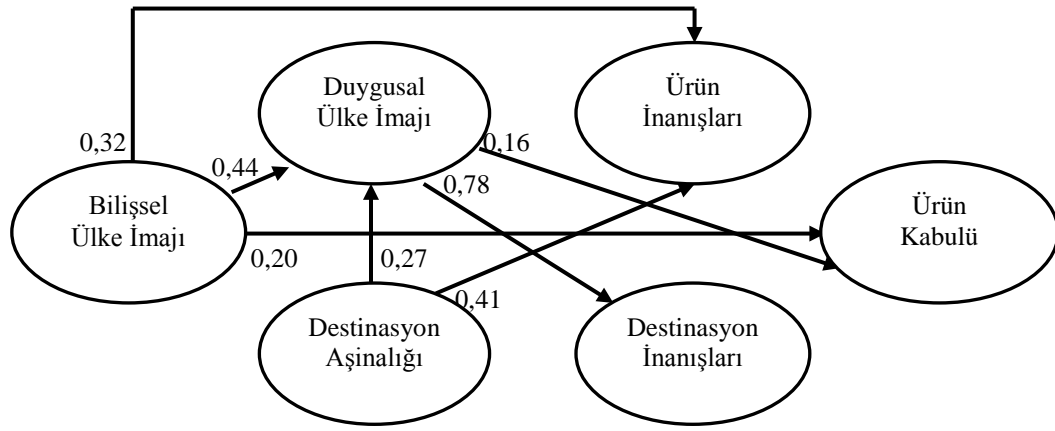 Duygusal
Ülke İmajı
Ürün
İnanışları
0,32
0,44
0,16
0,78
Bilişsel
Ülke İmajı
Ürün
Kabulü
0,20
0,27
0,41
Destinasyon
Aşinalığı
Destinasyon
İnanışları